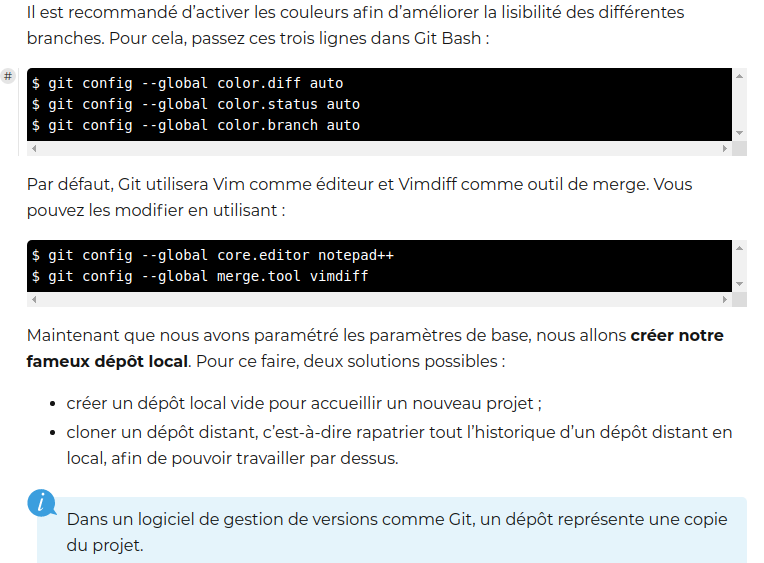 Il est recommandé d’activer les couleurs afin d’améliorer la lisibilité des différentes
branches. Pour cela, passez ces trois lignes dans Git Bash :
#
$ git config --global color.diff auto
$ git config --global color.status auto
$ git config --global color.branch auto
Par défaut, Git utilisera Vim comme éditeur et Vimdiff comme outil de merge. Vous
pouvez les modifier en utilisant :
$ git config --global core.editor notepad++
$ git config --global merge.tool vimdiff
Maintenant que nous avons paramétré les paramètres de base, nous allons créer notre
fameux dépôt local. Pour ce faire, deux solutions possibles :
• créer un dépôt local vide pour accueillir un nouveau projet ;
• cloner un dépôt distant, c’est-à-dire rapatrier tout l’historique d’un dépôt distant en
local, afin de pouvoir travailler par dessus.
i
Dans un logiciel de gestion de versions comme Git, un dépôt représente une copie
du projet.